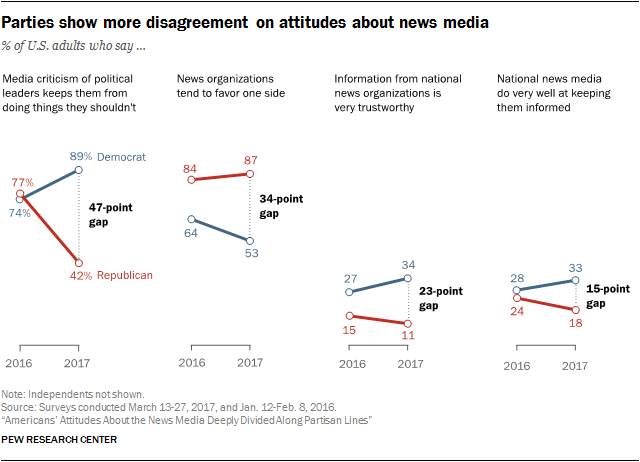 Parties show more disagreement on attitudes about news media
% of U.S. adults who say ...
Media criticism of political
leaders keeps them from
doing things they shouldn't
77%
74%
89% Democrat
47-point
gap
42% Republican
2016 2017
News organizations
tend to favor one side
84
87
34-point
gap
64
53
2016 2017
Information from national
news organizations is
very trustworthy
27
34
23-point
gap
15
11
2016 2017
National news media
do very well at keeping
them informed
28
33
15-point
gap
24
18
2016 2017
Note: Independents not shown.
Source: Surveys conducted March 13-27, 2017, and Jan. 12-Feb. 8, 2016.
“Americans’ Attitudes About the News Media Deeply Divided Along Partisan Lines”
PEW RESEARCH CENTER